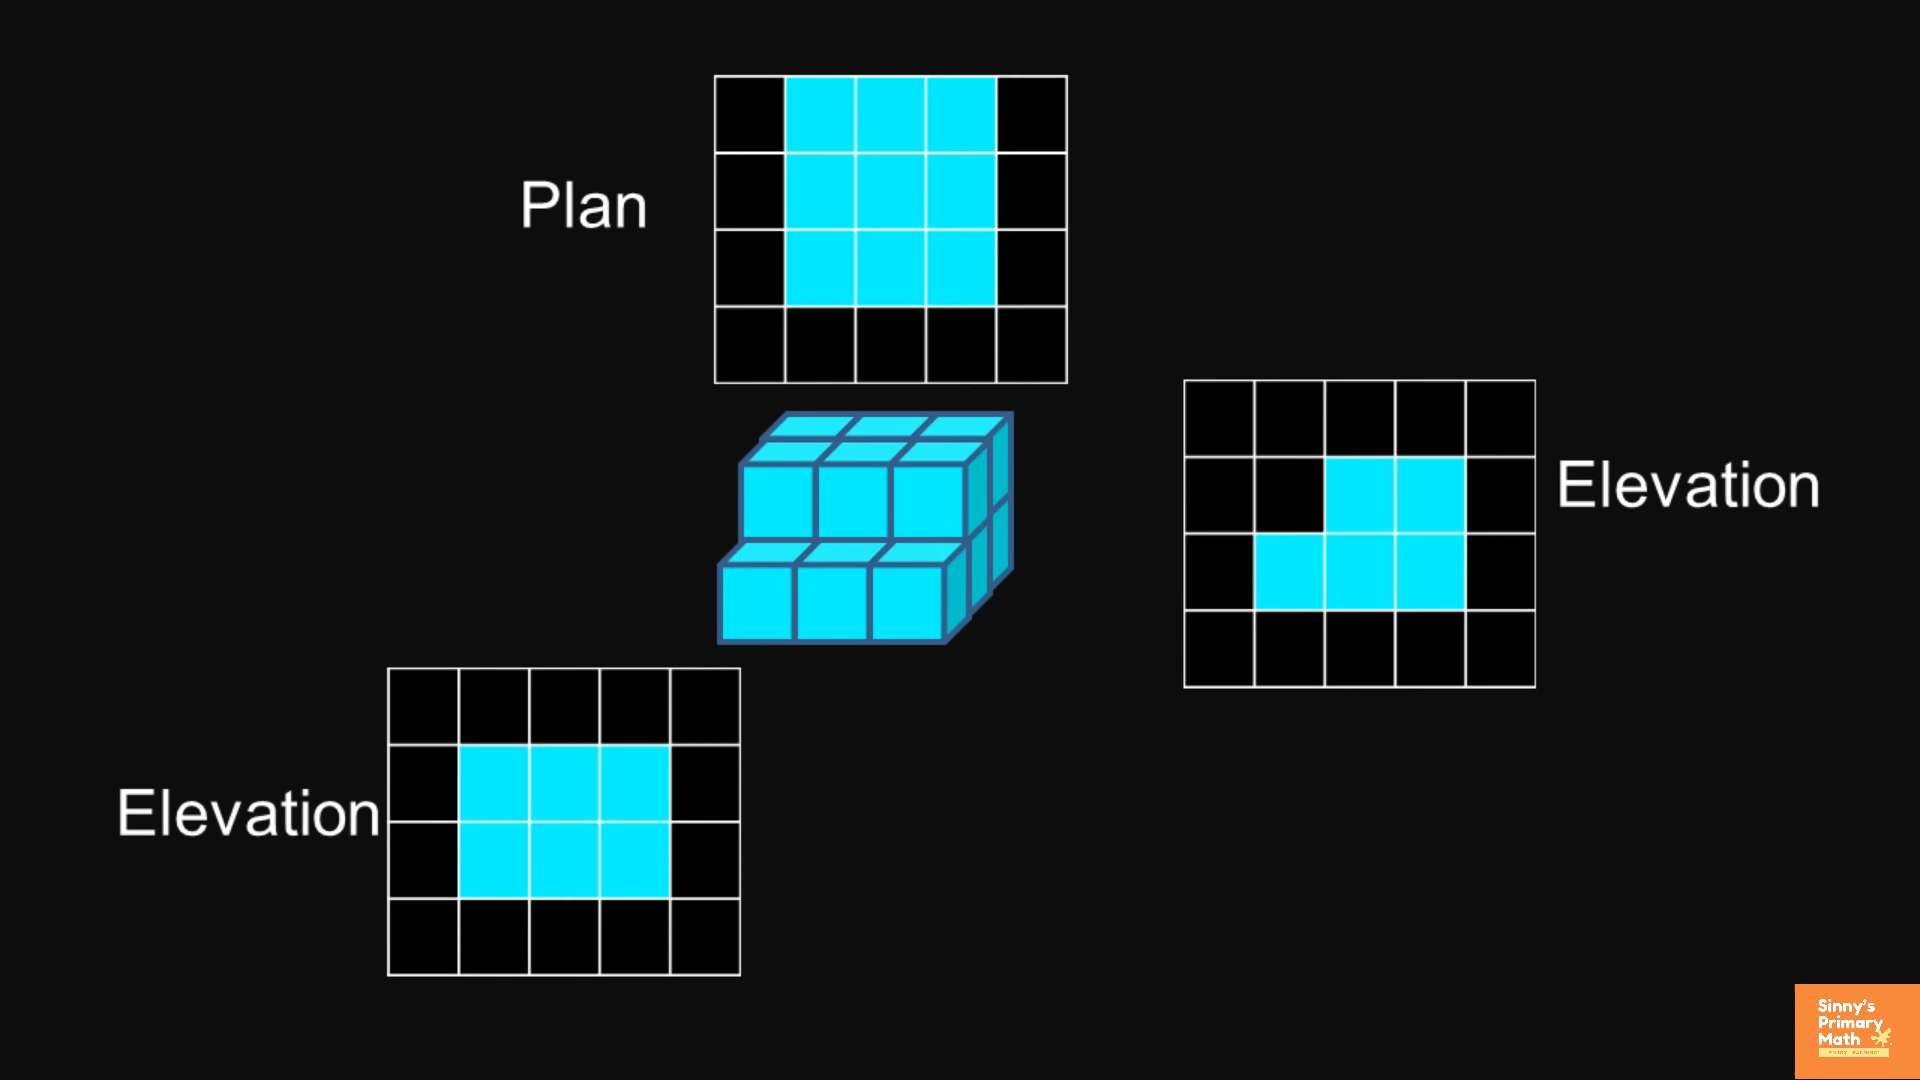 Plan
Elevation
Elevation
Sinny's
Primary
Math